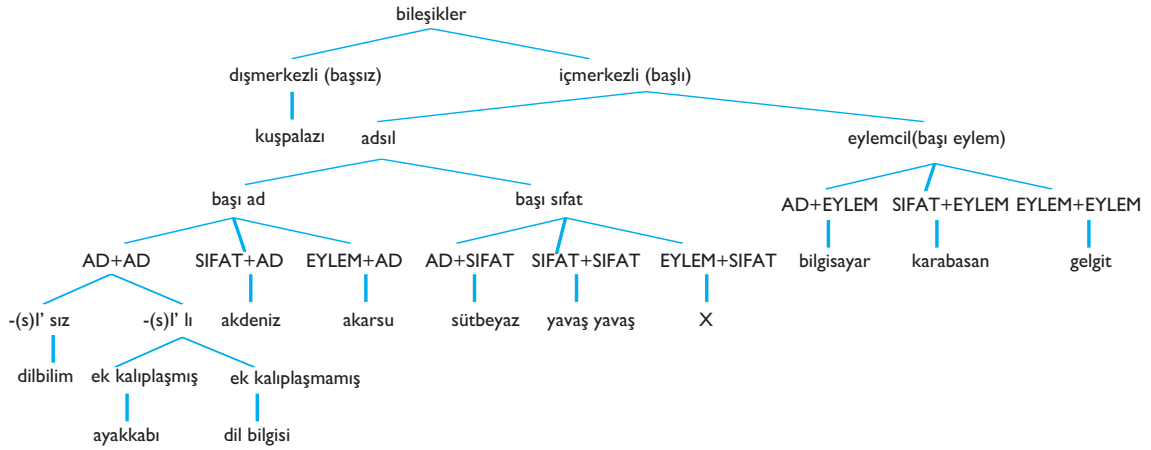 bileşikler
dışmerkezli (başsız) içmerkezli (başlı)
kuşpalazı adsıl eylemcil(başı eylem)
başı ad başı sıfat AD+EYLEM SIFAT+EYLEM EYLEM+EYLEM
AD+AD SIFAT+AD EYLEM+AD AD+SIFAT SIFAT+SIFAT EYLEM+SIFAT bilgisayar karabasan gelgit
-(s)I' sız -(s)I' lı akdeniz akarsu sütbeyaz yavaş yavaş X
dilbilim ek kalıplaşmış ek kalıplaşmamış
ayakkabı dil bilgisi